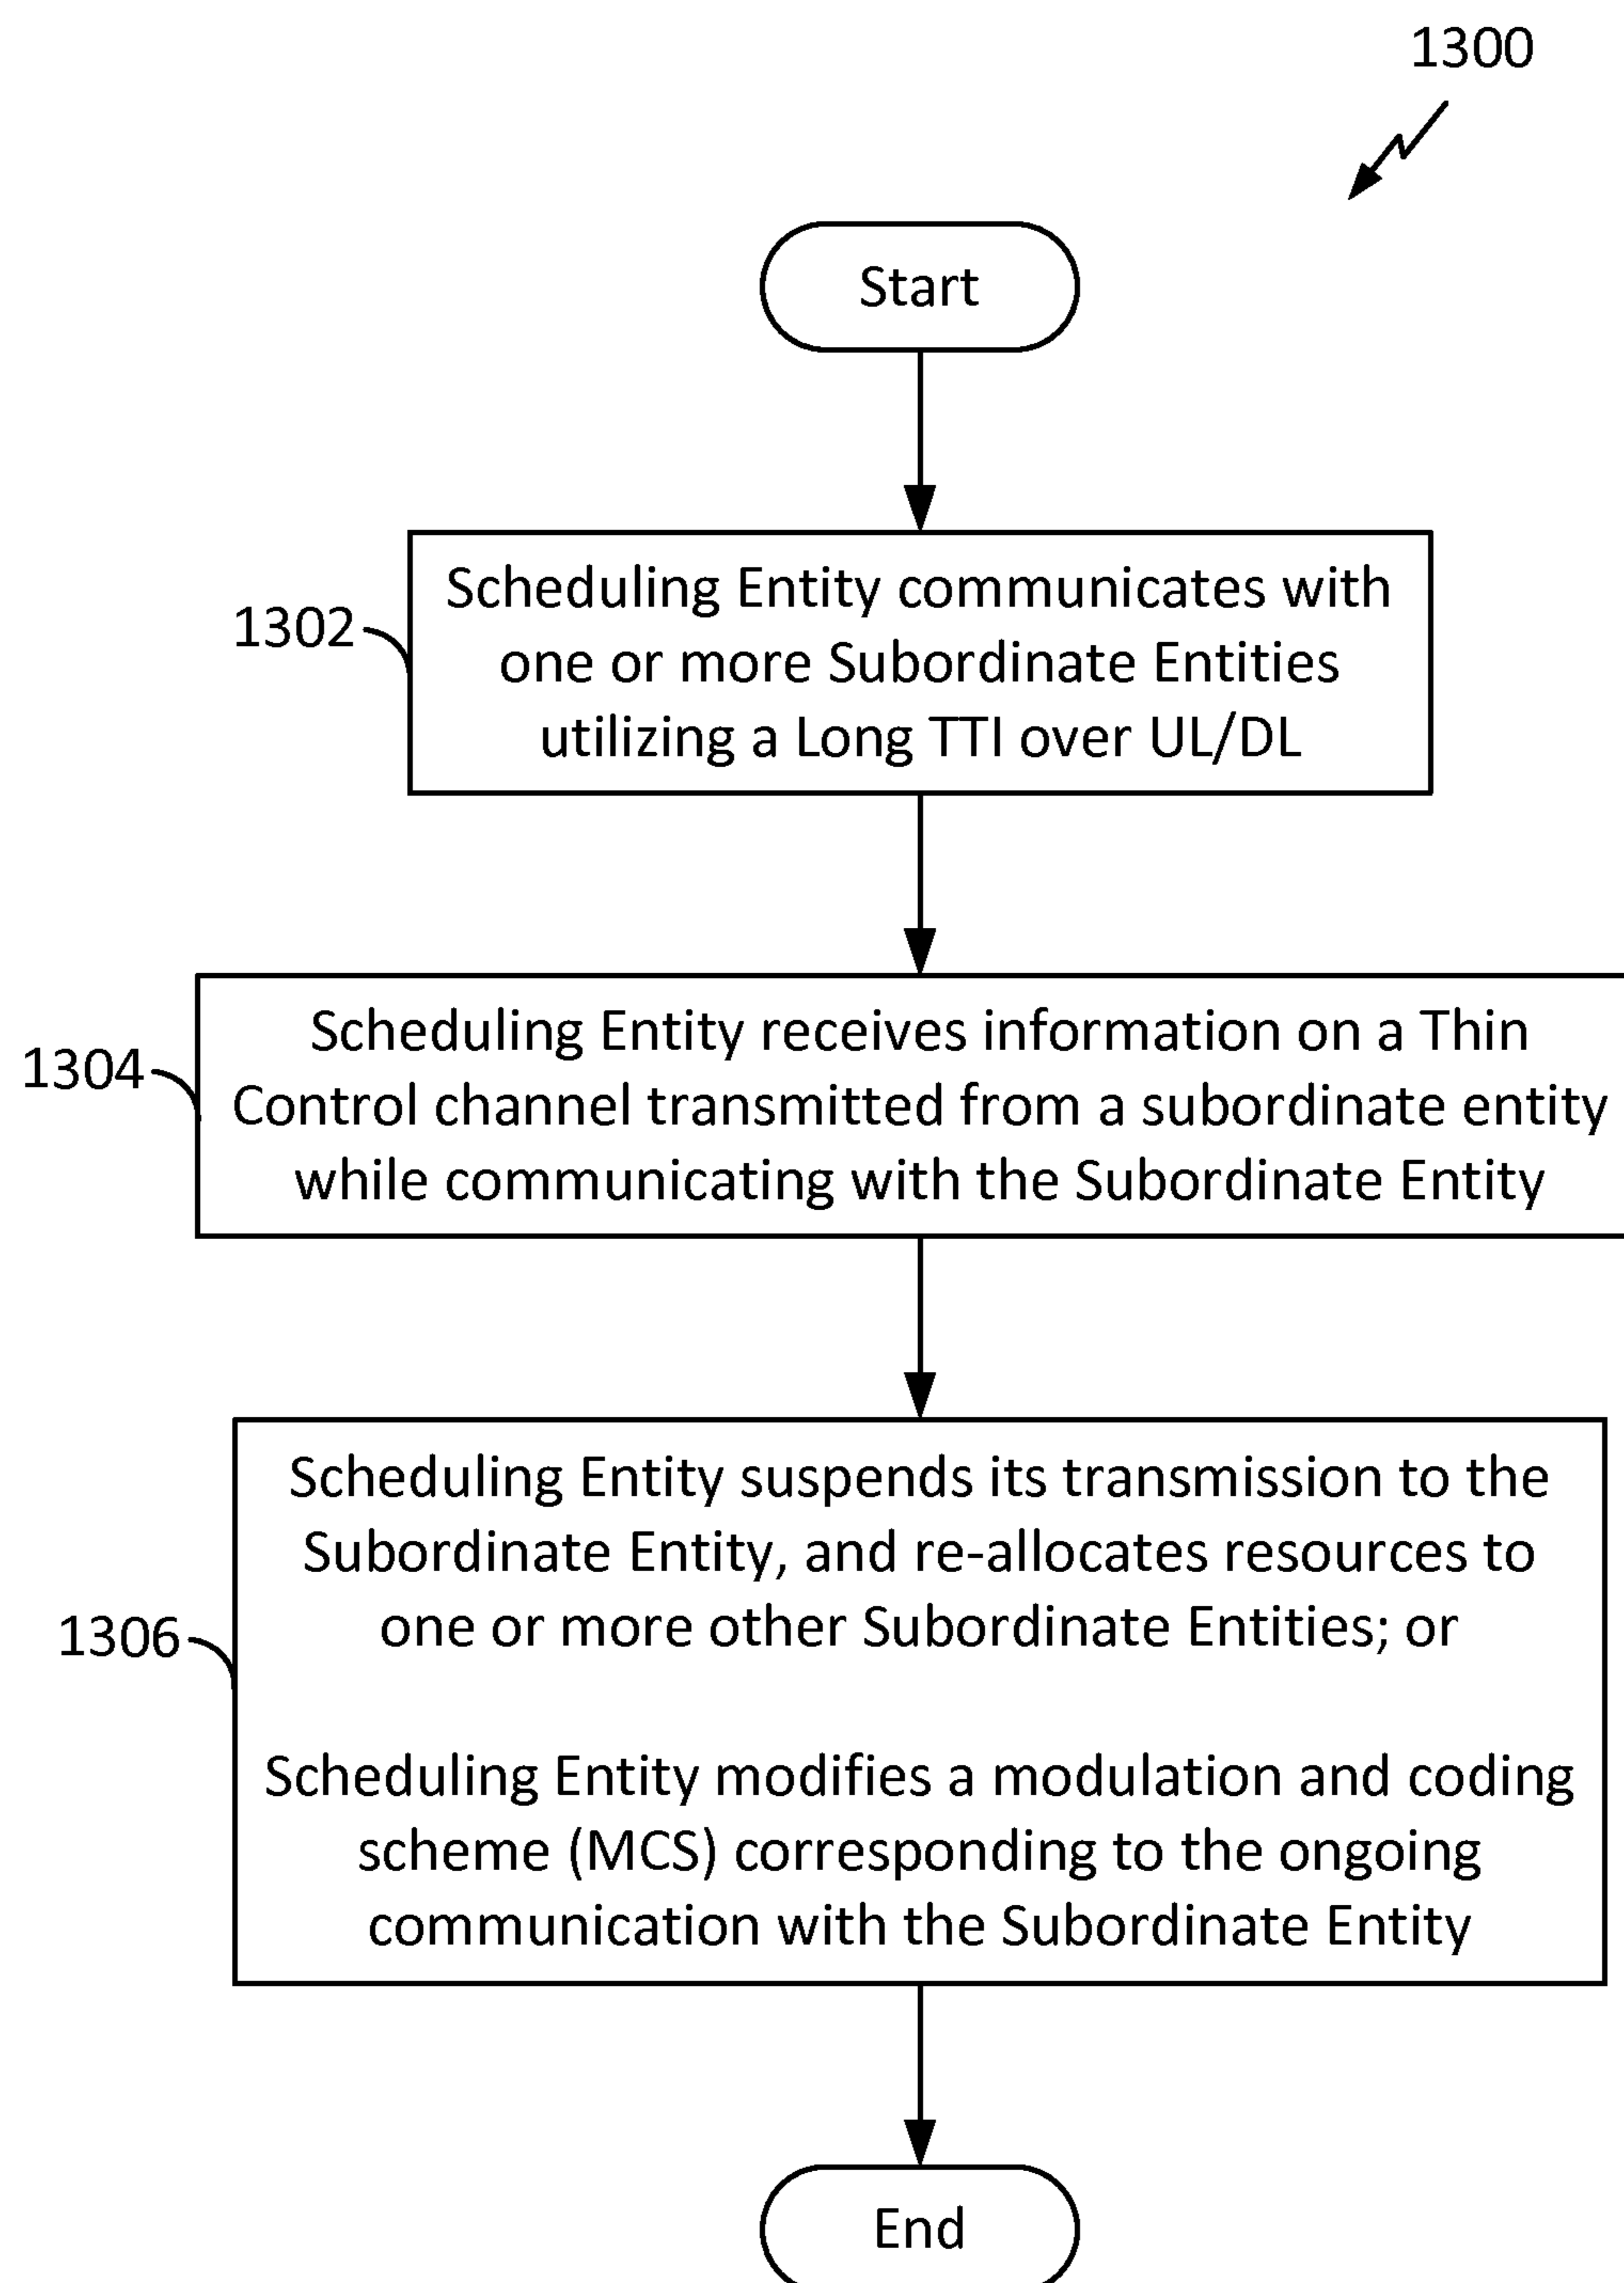 1300
Start
1302
Scheduling Entity communicates with
one or more Subordinate Entities
utilizing a Long TTI over UL/DL
1304
Scheduling Entity receives information on a Thin
Control channel transmitted from a subordinate entity
while communicating with the Subordinate Entity
1306
Scheduling Entity suspends its transmission to the
Subordinate Entity, and re-allocates resources to
one or more other Subordinate Entities; or
Scheduling Entity modifies a modulation and coding
scheme (MCS) corresponding to the ongoing
communication with the Subordinate Entity
End